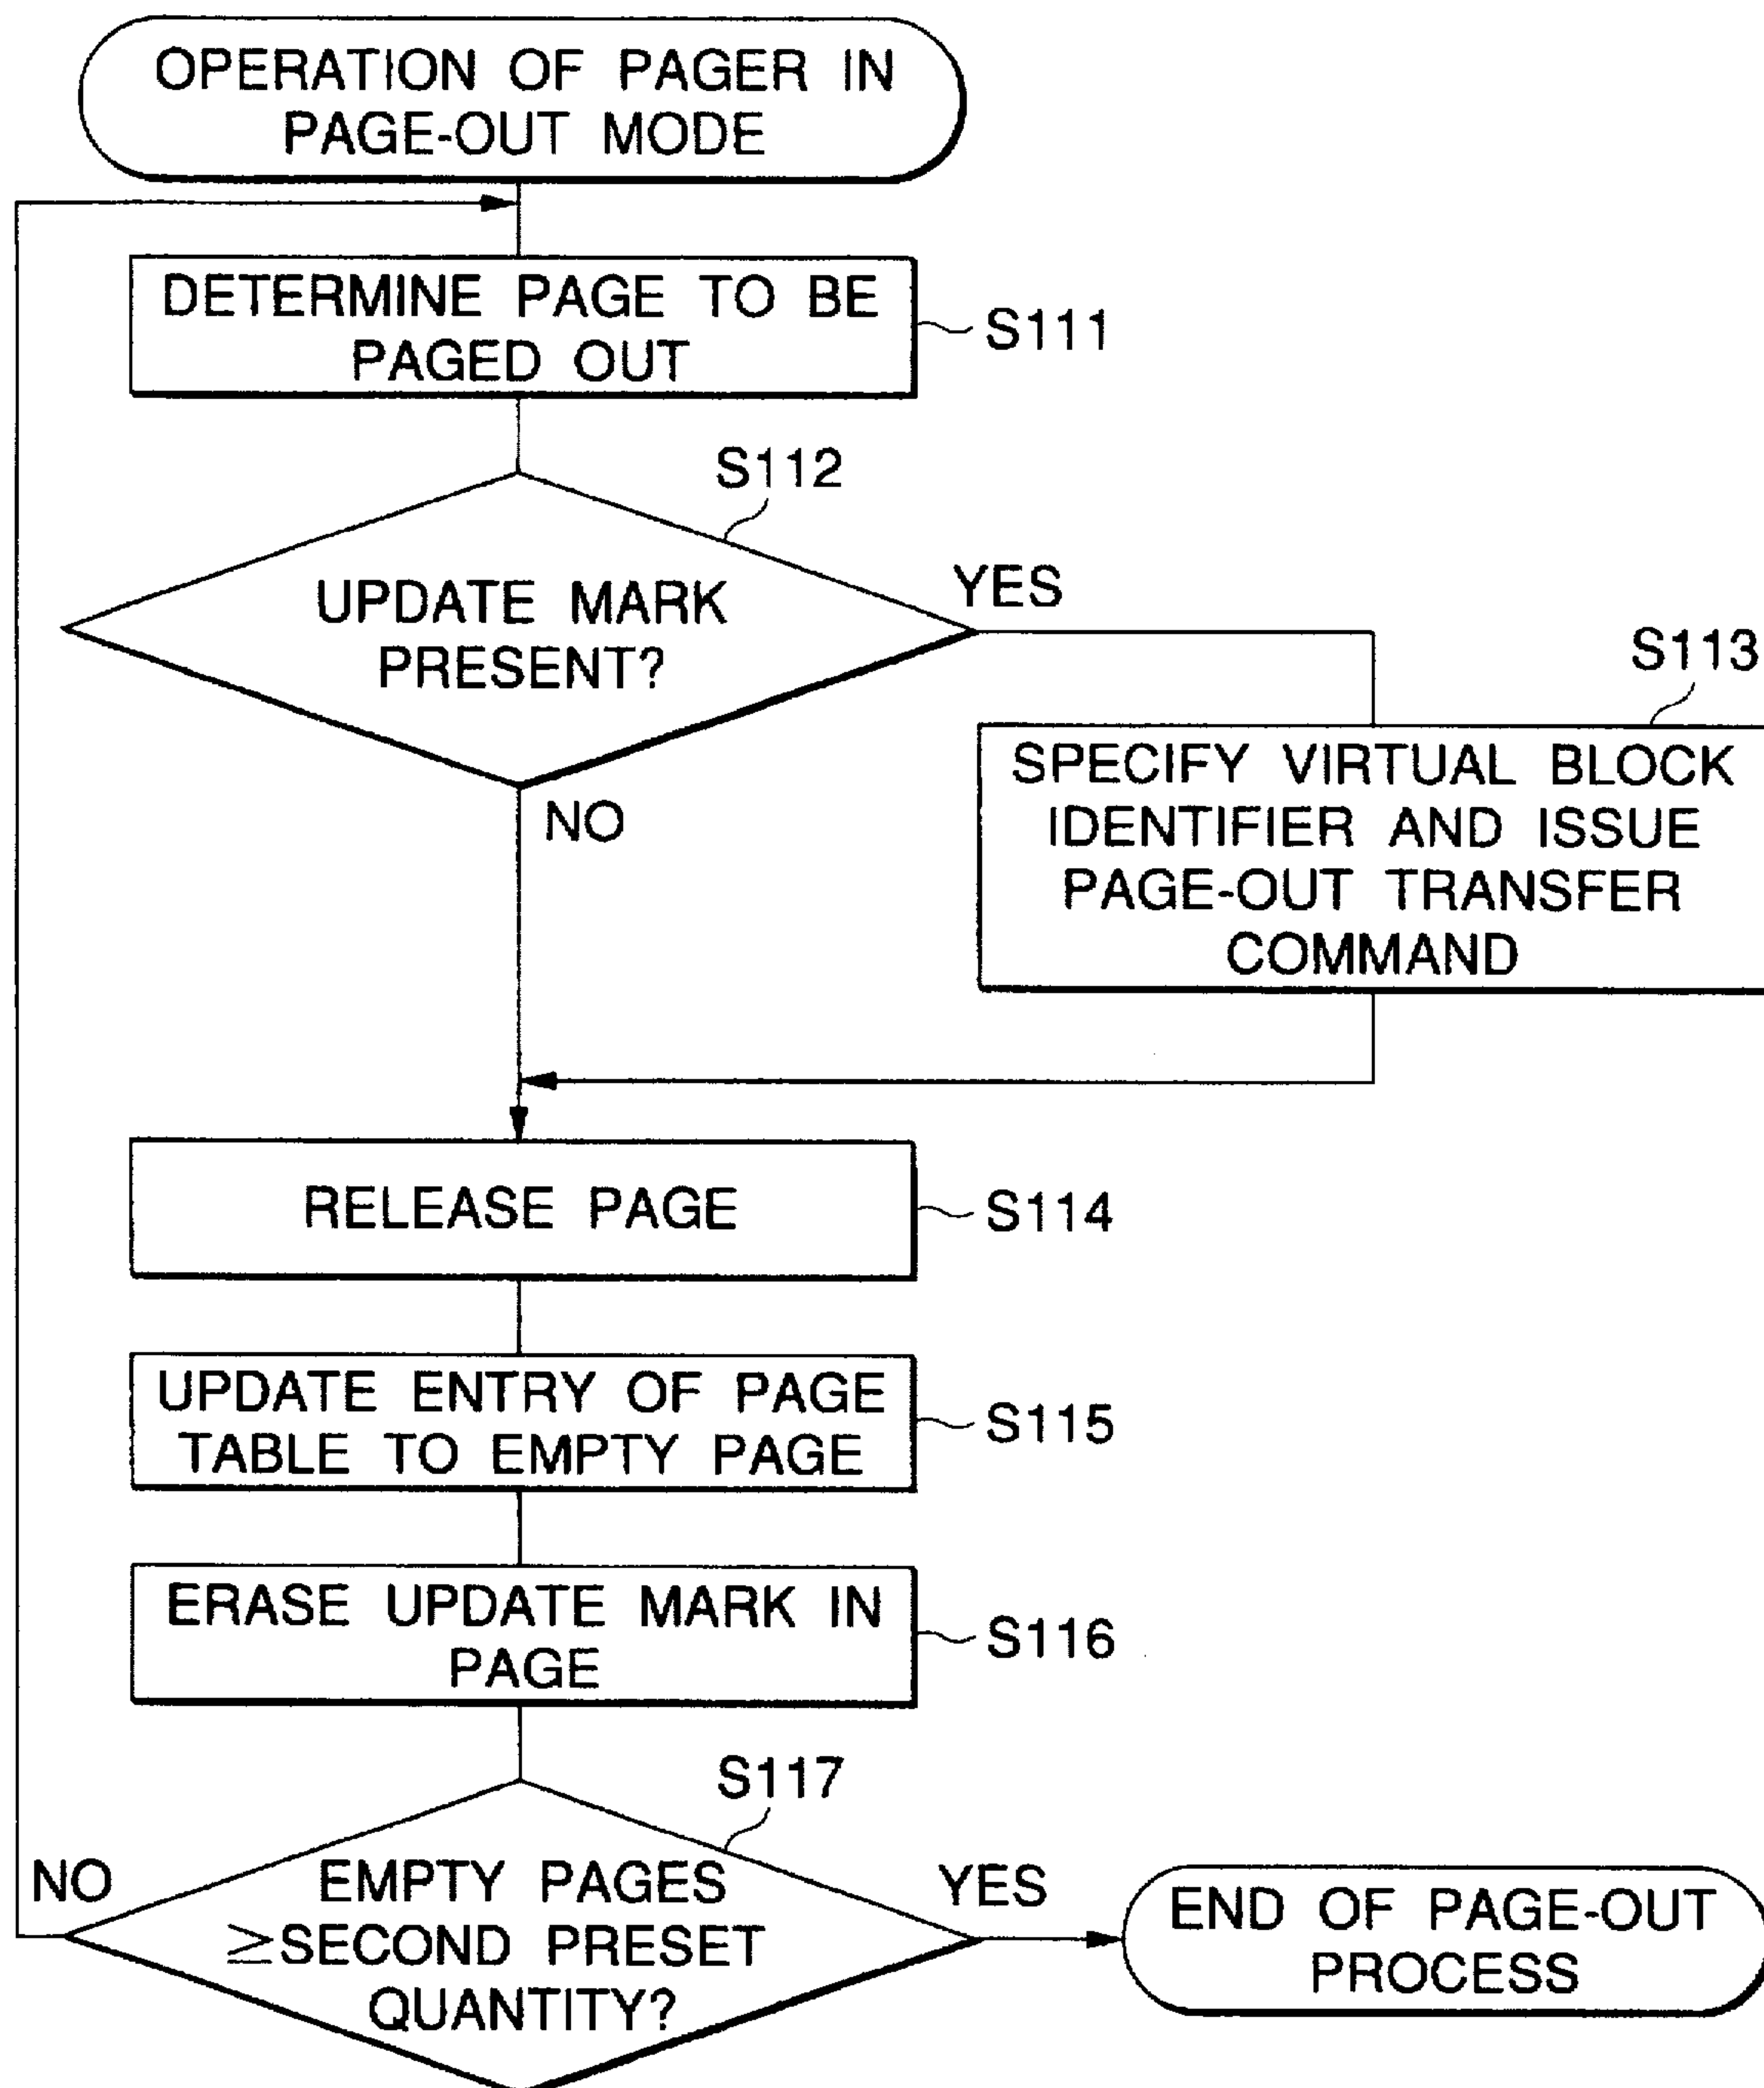 OPERATION OF PAGER IN
PAGE-OUT MODE
DETERMINE PAGE TO BE
PAGED OUT
S111
S112
UPDATE MARK
PRESENT?
YES
NO
S113
SPECIFY VIRTUAL BLOCK
IDENTIFIER AND ISSUE
PAGE-OUT TRANSFER
COMMAND
RELEASE PAGE
S114
UPDATE ENTRY OF PAGE
TABLE TO EMPTY PAGE
S115
ERASE UPDATE MARK IN
PAGE
S116
S117
NO
EMPTY PAGES
≧SECOND PRESET
QUANTITY?
YES
END OF PAGE-OUT
PROCESS